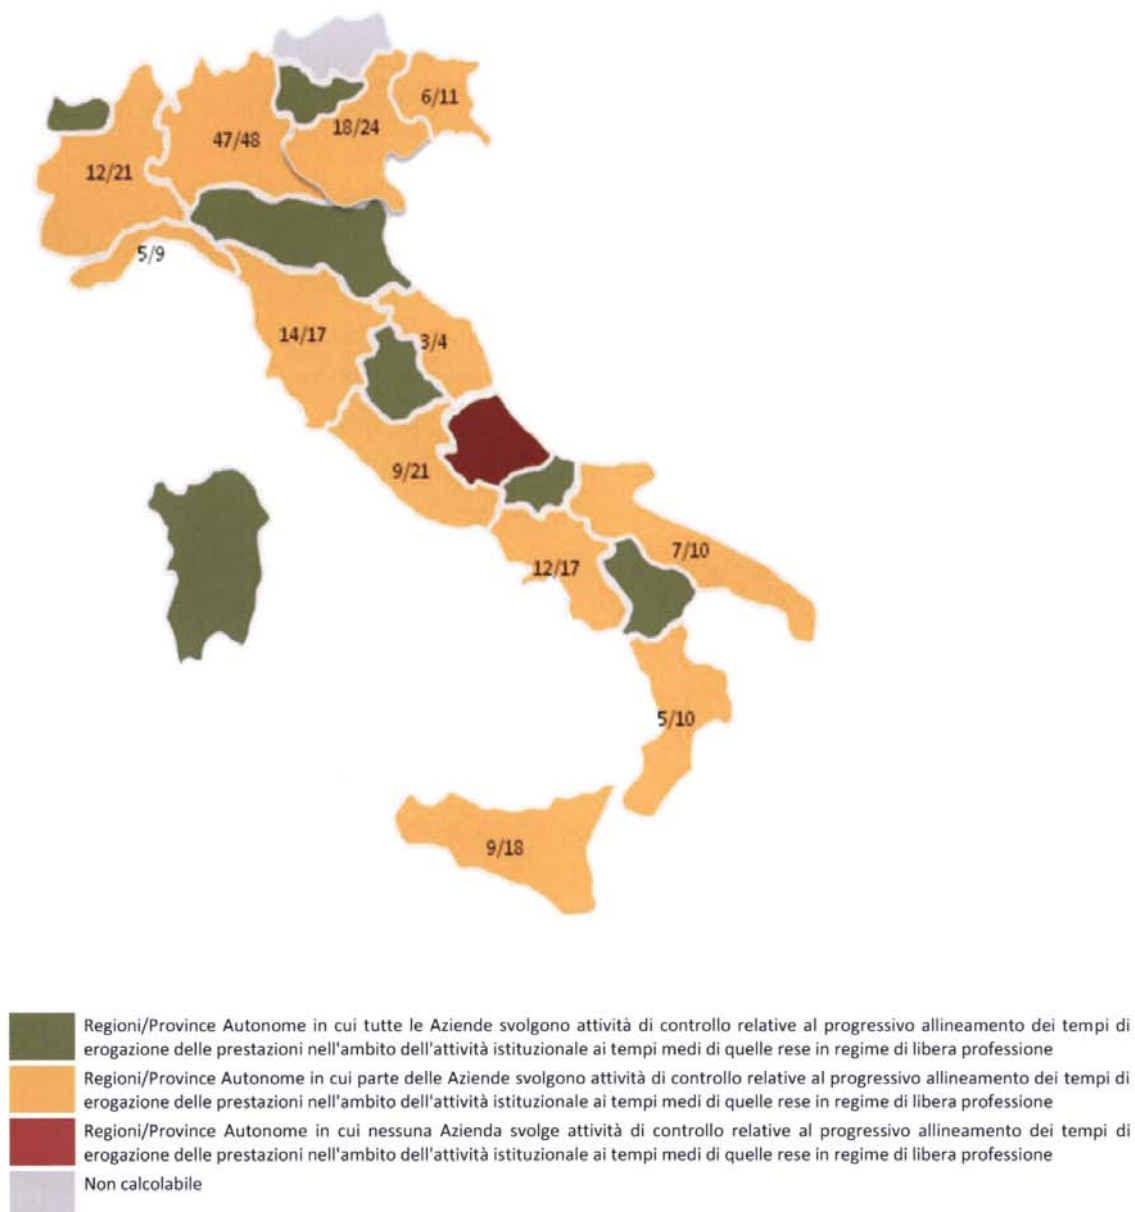 6/11
18/24
47/48
12/21
5/9
14/17
3/4
9/21
7/10
12/17
5/10
9/18
Regioni/Province Autonome in cui tutte le Aziende svolgono attività di controllo relative al progressivo allineamento dei tempi di
erogazione delle prestazioni nell'ambito dell'attività istituzionale ai tempi medi di quelle rese in regime di libera professione
Regioni/Province Autonome in cui parte delle Aziende svolgono attività di controllo relative al progressivo allineamento dei tempi di
erogazione delle prestazioni nell'ambito dell'attività istituzionale ai tempi medi di quelle rese in regime di libera professione
Regioni/Province Autonome in cui nessuna Azienda svolge attività di controllo relative al progressivo allineamento dei tempi di
erogazione delle prestazioni nell'ambito dell'attività istituzionale ai tempi medi di quelle rese in regime di libera professione
Non calcolabile